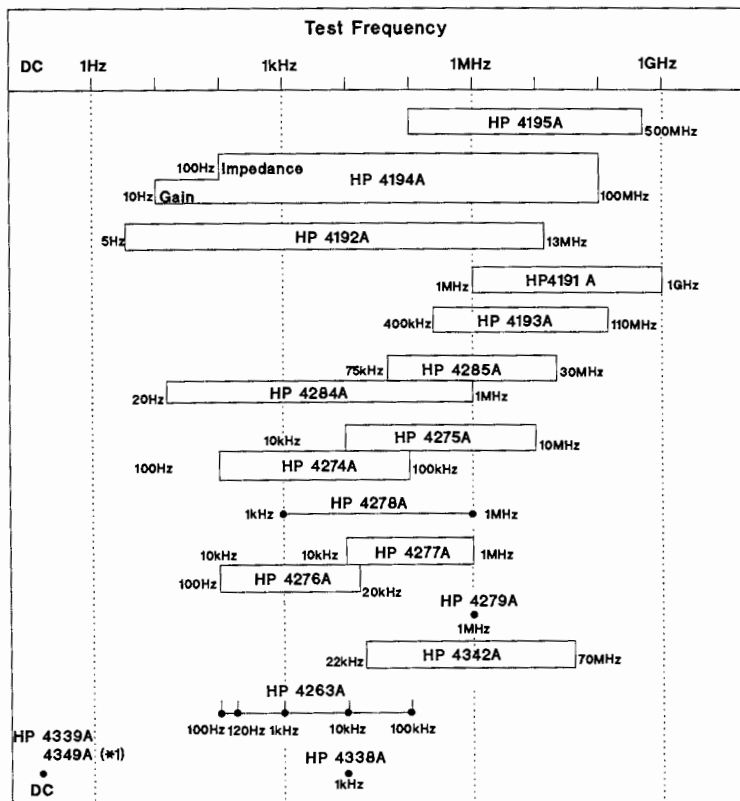 Test Frequency
DC 1Hz 1kHz 1MHz 1GHz
HP 4195A
500MHz
100Hz Impedance
HP 4194A
10Hz Gain
100MHz
5Hz HP 4192A 13MHz
1MHz HP4191 A 1GHz
400kHz HP 4193A 110MHz
75kHz HP 4285A 30MHz
20Hz HP 4284A 1MHz
10kHz HP 4275A 10MHz
100Hz HP 4274A 100kHz
HP 4278A
1kHz 1MHz
10kHz 10kHz HP 4277A 1MHz
100Hz HP 4276A 20kHz
HP 4279A
1MHz
22kHz HP 4342A 70MHz
HP 4263A
100Hz 120Hz 1kHz 10kHz 100kHz
HP 4339A
4349A (*1)
DC
HP 4338A
1kHz